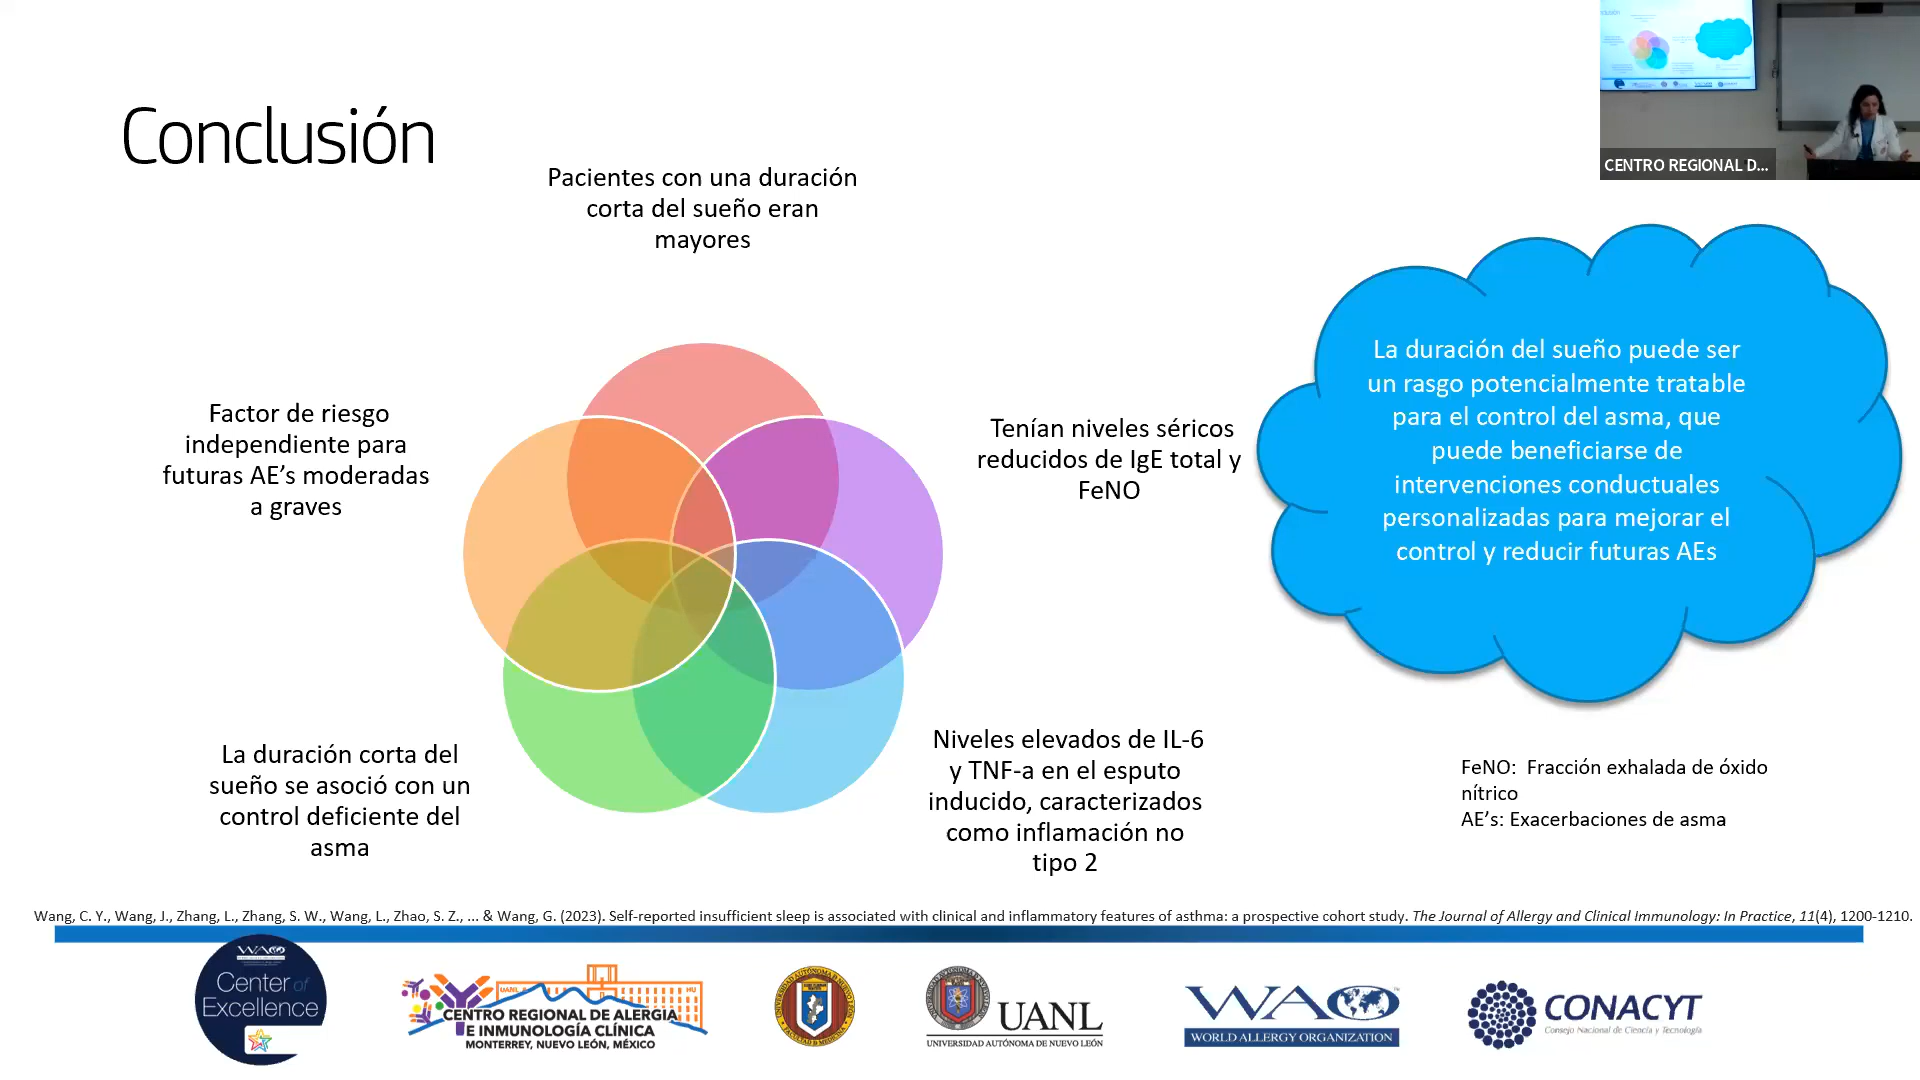 Conclusión
CENTRO REGIONAL D...
Pacientes con una duración
corta del sueño eran
mayores
Factor de riesgo
independiente para
futuras AE’s moderadas
a graves
Tenían niveles séricos
reducidos de IgE total y
FeNO
La duración del sueño puede ser
un rasgo potencialmente tratable
para el control del asma, que
puede beneficiarse de
intervenciones conductuales
personalizadas para mejorar el
control y reducir futuras AEs
La duración corta del
sueño se asoció con un
control deficiente del
asma
Niveles elevados de IL-6
y TNF-a en el esputo
inducido, caracterizados
como inflamación no
tipo 2
FeNO: Fracción exhalada de óxido
nítrico
AE’s: Exacerbaciones de asma
Wang, C. Y., Wang, J., Zhang, L., Zhang, S. W., Wang, L., Zhao, S. Z., ... & Wang, G. (2023). Self-reported insufficient sleep is associated with clinical and inflammatory features of asthma: a prospective cohort study. The Journal of Allergy and Clinical Immunology: In Practice, 11(4), 1200-1210.
WAO
Center of
Excellence
UANL
HU
CENTRO REGIONAL DE ALERGIA
E INMUNOLOGÍA CLÍNICA
MONTERREY, NUEVO LEÓN, MÉXICO
UANL
UNIVERSIDAD AUTÓNOMA DE NUEVO LEÓN
WAO
WORLD ALLERGY ORGANIZATION
CONACYT
Consejo Nacional de Ciencia y Tecnología